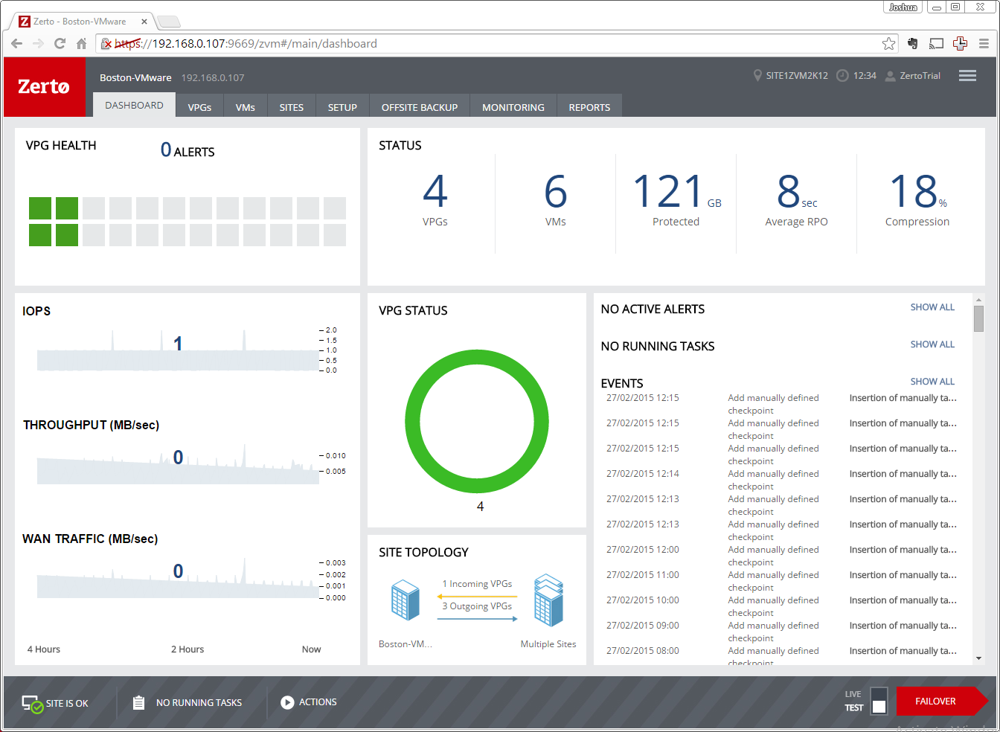 Joshua
Zerto - Boston-VMware
https://192.168.0.107:9669/zvm#/main/dashboard
Zerto
Boston-VMware 192.168.0.107
SITE1ZVM2K12 12:34 ZertoTrial
DASHBOARD VPGs VMs SITES SETUP OFFSITE BACKUP MONITORING REPORTS
VPG HEALTH
0 ALERTS
STATUS
4
VPGs
6
VMs
121 GB
Protected
8 sec
Average RPO
18 %
Compression
IOPS
1
2.0
1.5
1.0
0.5
0.0
THROUGHPUT (MB/sec)
0
0.010
0.005
WAN TRAFFIC (MB/sec)
0
0.003
0.002
0.001
0.000
4 Hours 2 Hours Now
VPG STATUS
4
SITE TOPOLOGY
1 Incoming VPGs
3 Outgoing VPGs
Boston-VM... Multiple Sites
NO ACTIVE ALERTS SHOW ALL
NO RUNNING TASKS SHOW ALL
EVENTS SHOW ALL
27/02/2015 12:15 Add manually defined Insertion of manually ta...
checkpoint
27/02/2015 12:15 Add manually defined Insertion of manually ta...
checkpoint
27/02/2015 12:15 Add manually defined Insertion of manually ta...
checkpoint
27/02/2015 12:14 Add manually defined Insertion of manually ta...
checkpoint
27/02/2015 12:13 Add manually defined Insertion of manually ta...
checkpoint
27/02/2015 12:13 Add manually defined Insertion of manually ta...
checkpoint
27/02/2015 12:00 Add manually defined Insertion of manually ta...
checkpoint
27/02/2015 11:00 Add manually defined Insertion of manually ta...
checkpoint
27/02/2015 10:00 Add manually defined Insertion of manually ta...
checkpoint
27/02/2015 09:00 Add manually defined Insertion of manually ta...
checkpoint
27/02/2015 08:00 Add manually defined Insertion of manually ta...
checkpoint
SITE IS OK
NO RUNNING TASKS
ACTIONS
LIVE
TEST
FAILOVER